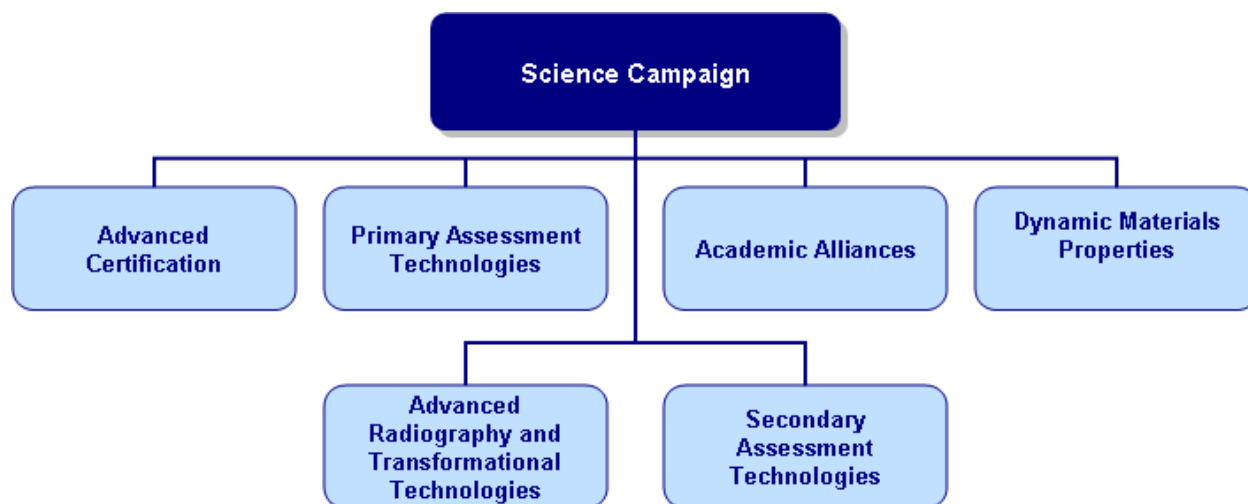 Science Campaign
Advanced
Certification
Primary Assessment
Technologies
Academic Alliances
Dynamic Materials
Properties
Advanced
Radiography and
Transformational
Technologies
Secondary
Assessment
Technologies